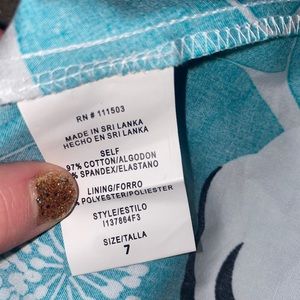 RN # 111503
MADE IN SRI LANKA
HECHO EN SRI LANKA
SELF
97% COTTON/ALGODON
% SPANDEX/ELASTANO
LINING/FORRO
% POLYESTER/POLIESTER
STYLE/ESTILO
I137864F3
SIZE/TALLA
7